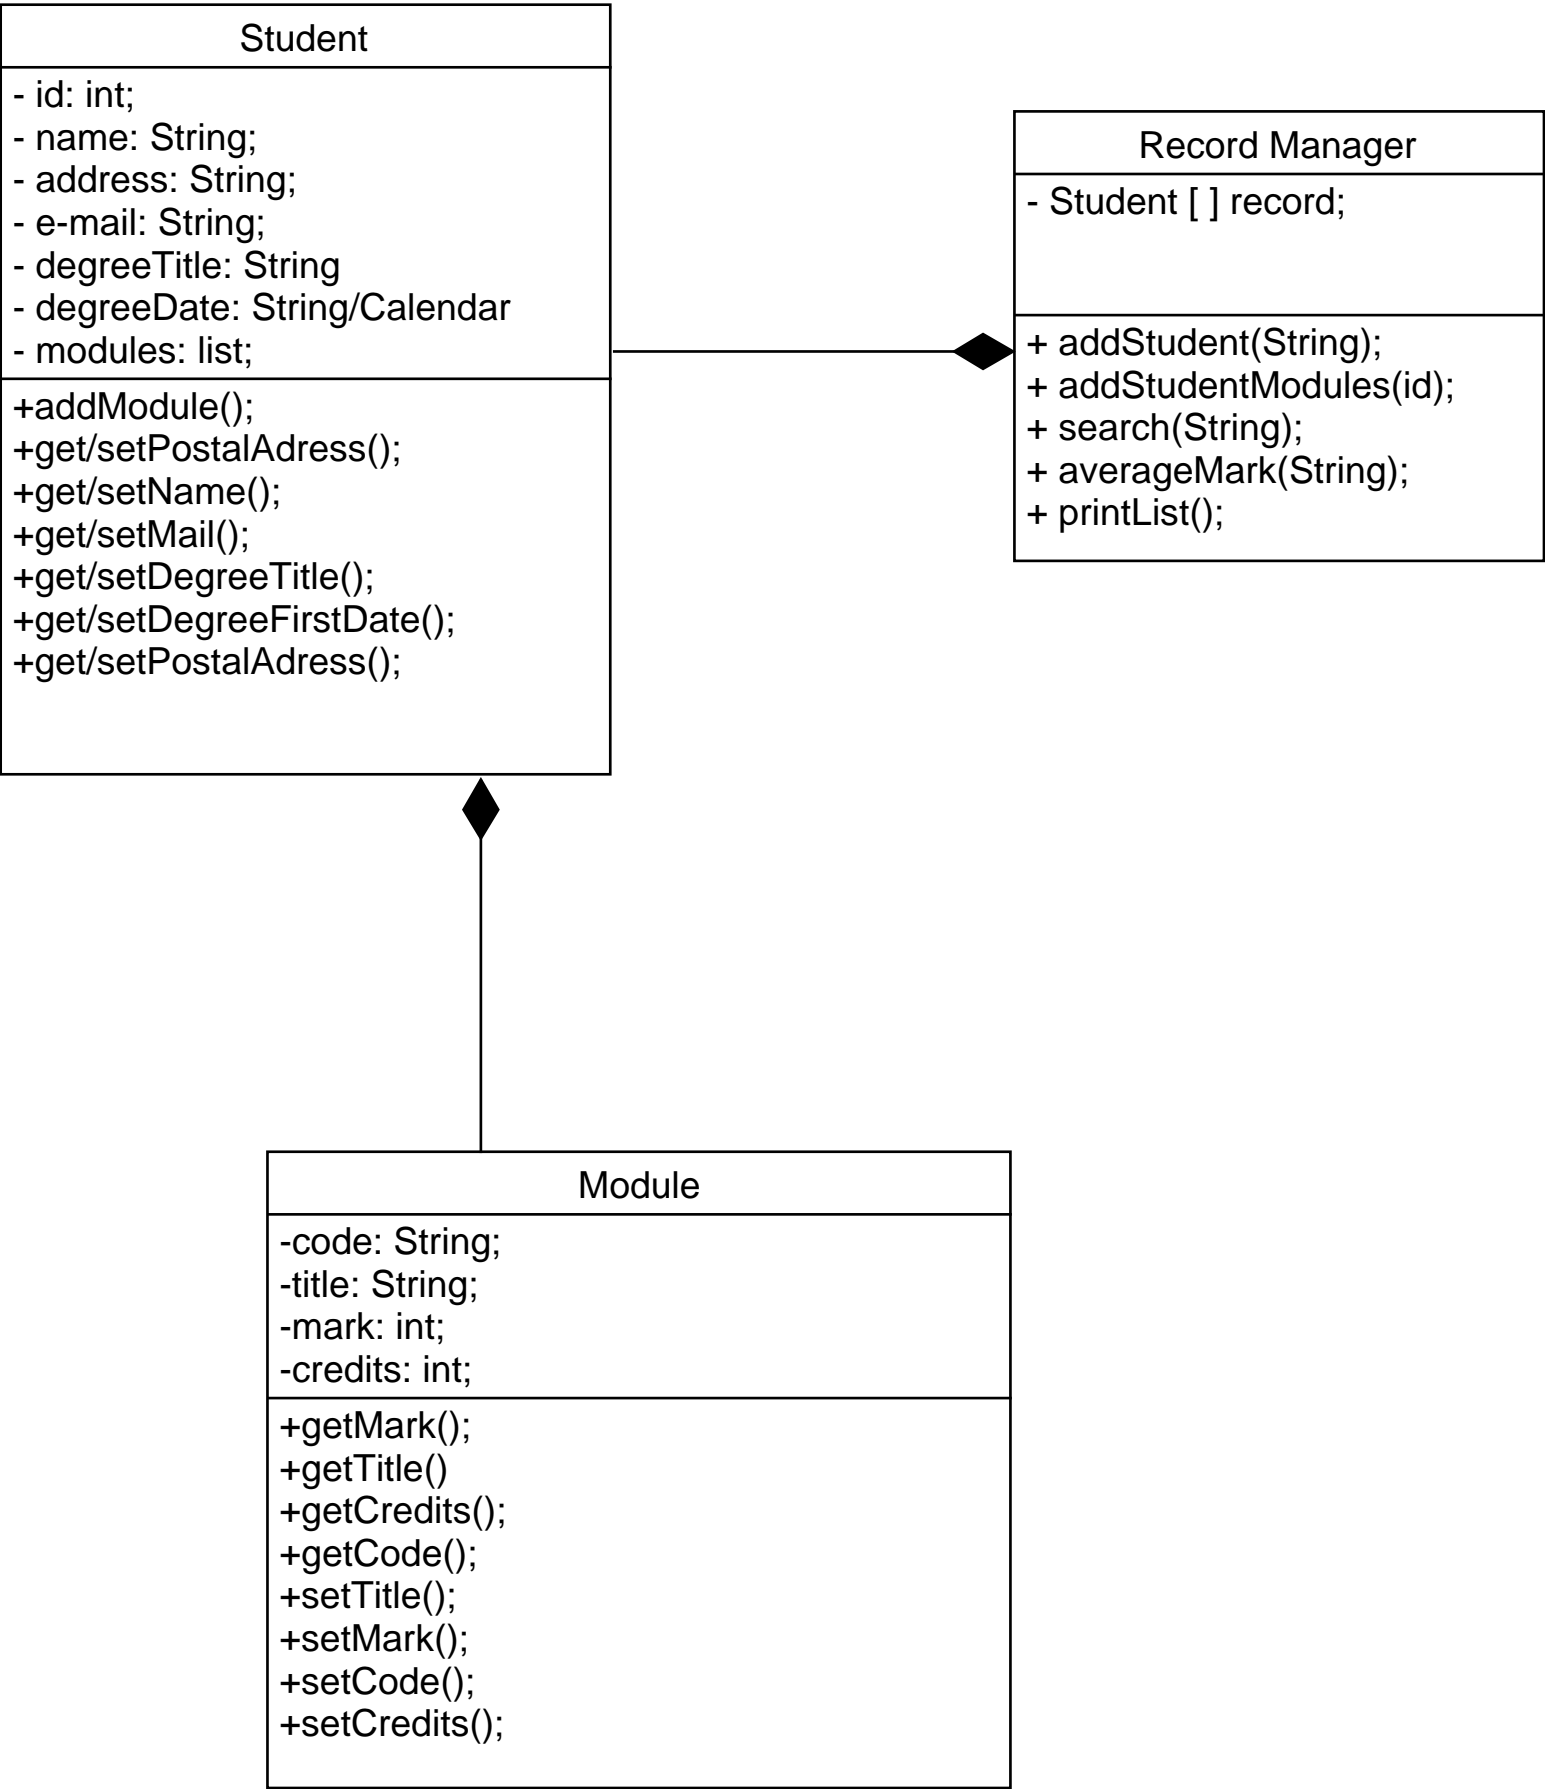 Student
- id: int;
- name: String;
- address: String;
- e-mail: String;
- degreeTitle: String
- degreeDate: String/Calendar
- modules: list;
+addModule();
+get/setPostalAdress();
+get/setName();
+get/setMail();
+get/setDegreeTitle();
+get/setDegreeFirstDate();
+get/setPostalAdress();
Record Manager
- Student [ ] record;
+ addStudent(String);
+ addStudentModules(id);
+ search(String);
+ averageMark(String);
+ printList();
Module
-code: String;
-title: String;
-mark: int;
-credits: int;
+getMark();
+getTitle()
+getCredits();
+getCode();
+setTitle();
+setMark();
+setCode();
+setCredits();